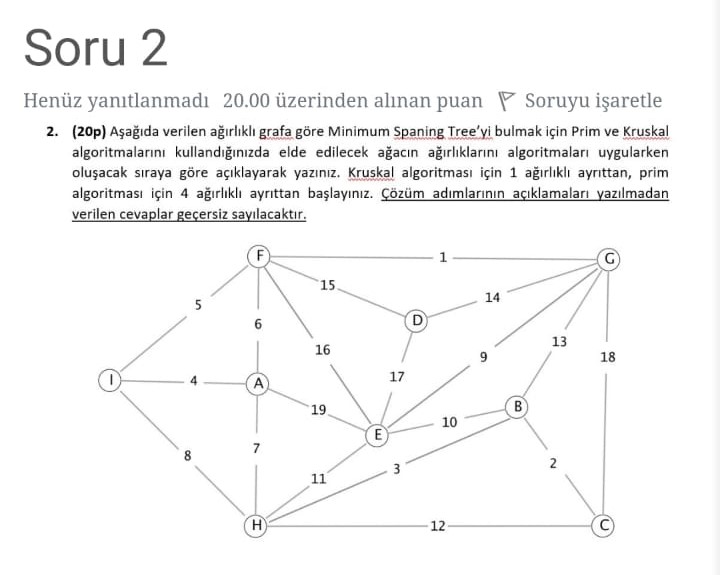 Soru 2
Henüz yanıtlanmadı 20.00 üzerinden alınan puan Soruyu işaretle
2. (20p) Aşağıda verilen ağırlıklı grafa göre Minimum Spaning Tree'yi bulmak için Prim ve Kruskal
algoritmalarını kullandığınızda elde edilecek ağacın ağırlıklarını algoritmaları uygularken
oluşacak sıraya göre açıklayarak yazınız. Kruskal algoritması için 1 ağırlıklı ayrıttan, prim
algoritması için 4 ağırlıklı ayrıttan başlayınız. Çözüm adımlarının açıklamaları yazılmadan
verilen cevaplar geçersiz sayılacaktır.
F 1 G
15
5 14
6 D
13
16 9 18
17
I 4 A
19 B
10
E
7
8 3 2
11
H 12 C